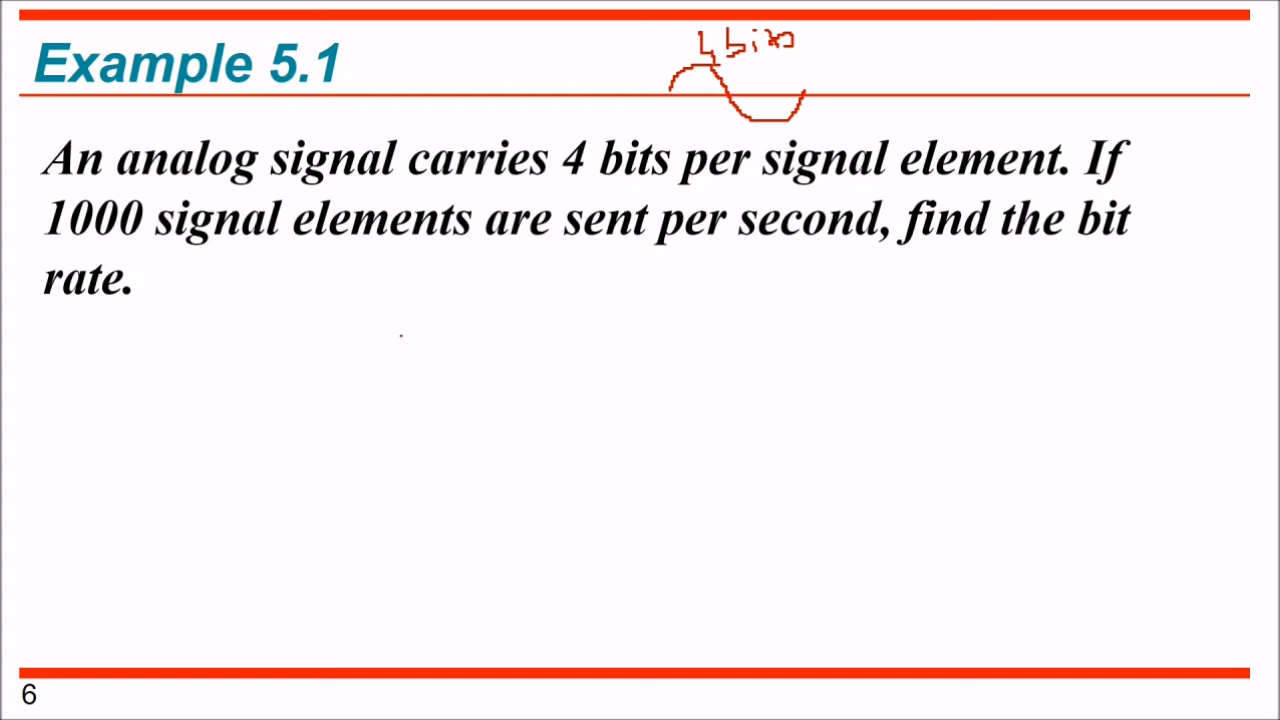 4 bits
Example 5.1
An analog signal carries 4 bits per signal element. If
1000 signal elements are sent per second, find the bit
rate.
6